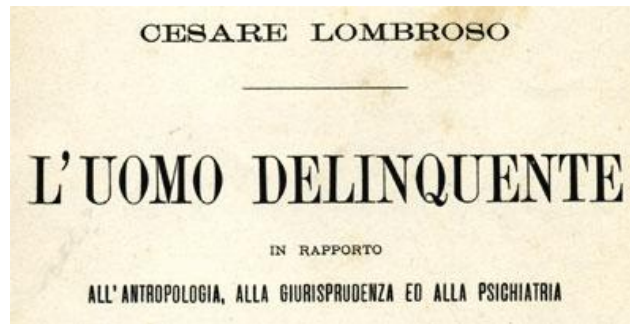 CESARE LOMBROSO
L'UOMO DELINQUENTE
IN RAPPORTO
ALL'ANTROPOLOGIA, ALLA GIURISPRUDENZA ED ALLA PSICHIATRIA